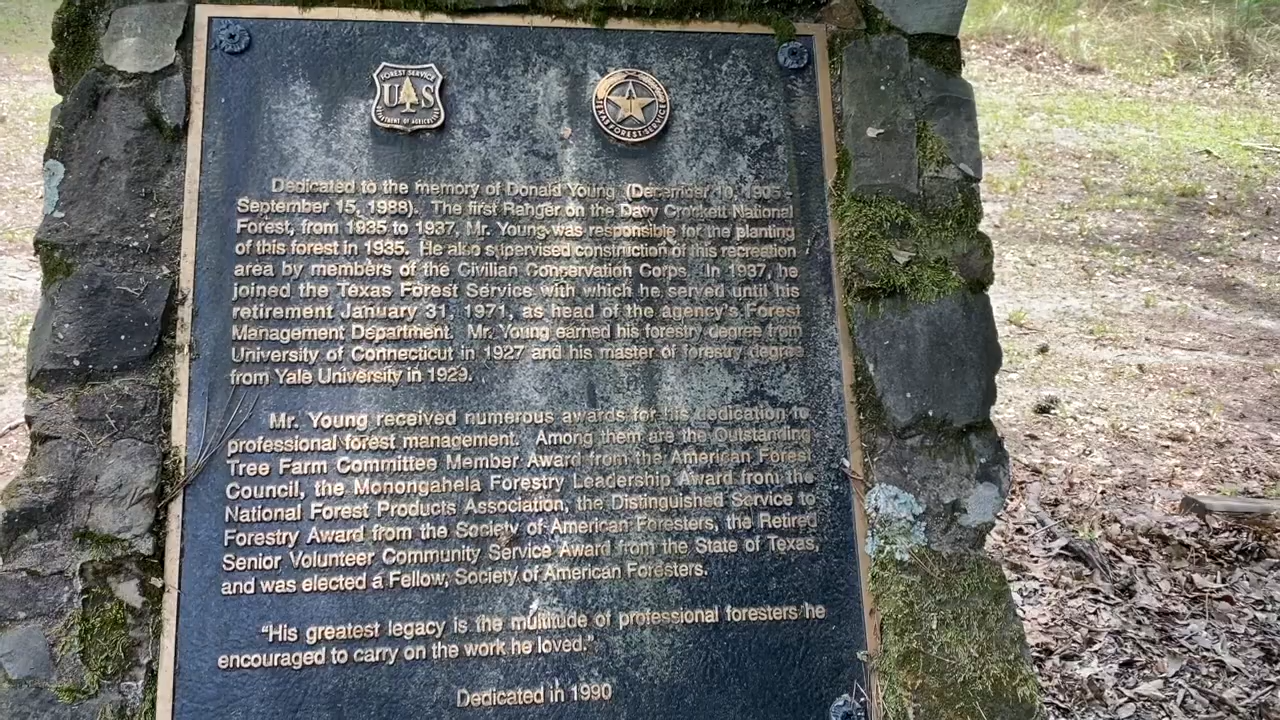 FOREST SERVICE
US
DEPARTMENT OF AGRICULTURE
TEXAS FOREST SERVICE
Dedicated to the memory of Donald Young (December 10, 1905 -
September 15, 1988). The first Ranger on the Davy Crockett National
Forest, from 1935 to 1937, Mr. Young was responsible for the planting
of this forest in 1935. He also supervised construction of this recreation
area by members of the Civilian Conservation Corps. In 1937, he
joined the Texas Forest Service with which he served until his
retirement January 31, 1971, as head of the agency's Forest
Management Department. Mr. Young earned his forestry degree from
University of Connecticut in 1927 and his master of forestry degree
from Yale University in 1929.
Mr. Young received numerous awards for his dedication to
professional forest management. Among them are the Outstanding
Tree Farm Committee Member Award from the American Forest
Council, the Monongahela Forestry Leadership Award from the
National Forest Products Association, the Distinguished Service to
Forestry Award from the Society of American Foresters, the Retired
Senior Volunteer Community Service Award from the State of Texas,
and was elected a Fellow, Society of American Foresters.
"His greatest legacy is the multitude of professional foresters he
encouraged to carry on the work he loved."
Dedicated in 1990